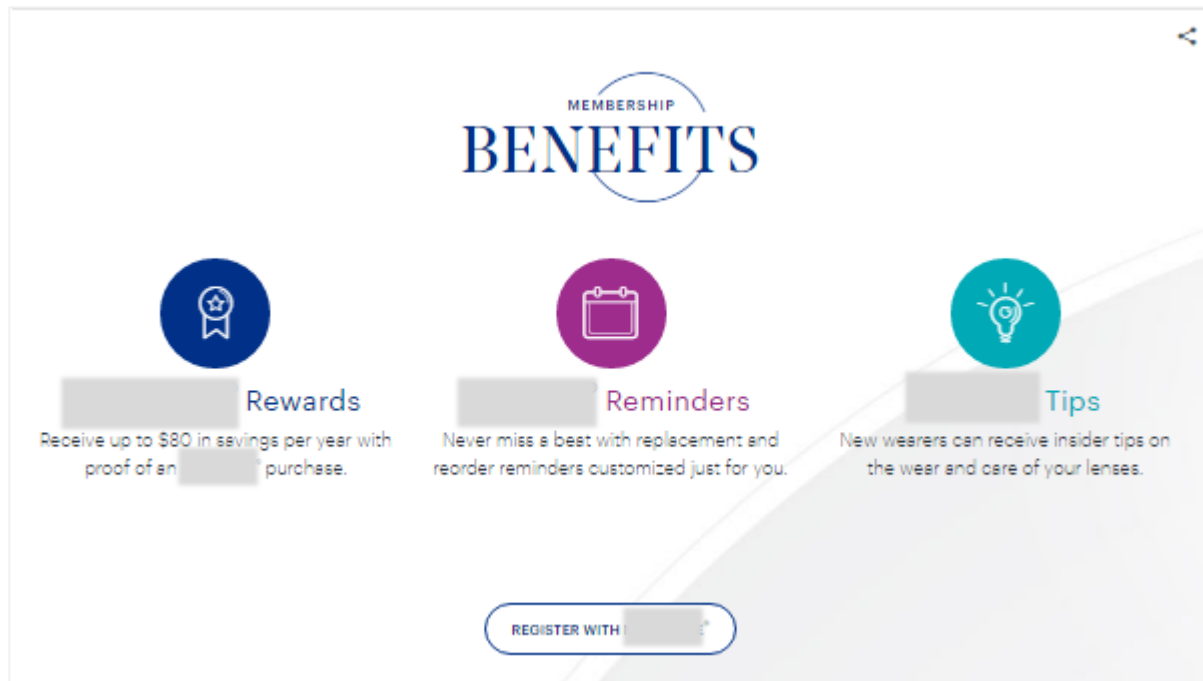 MEMBERSHIP
BENEFITS
Rewards
Receive up to $80 in savings per year with
proof of an purchase.
Reminders
Never miss a beat with replacement and
reorder reminders customized just for you.
Tips
New wearers can receive insider tips on
the wear and care of your lenses.
REGISTER WITH